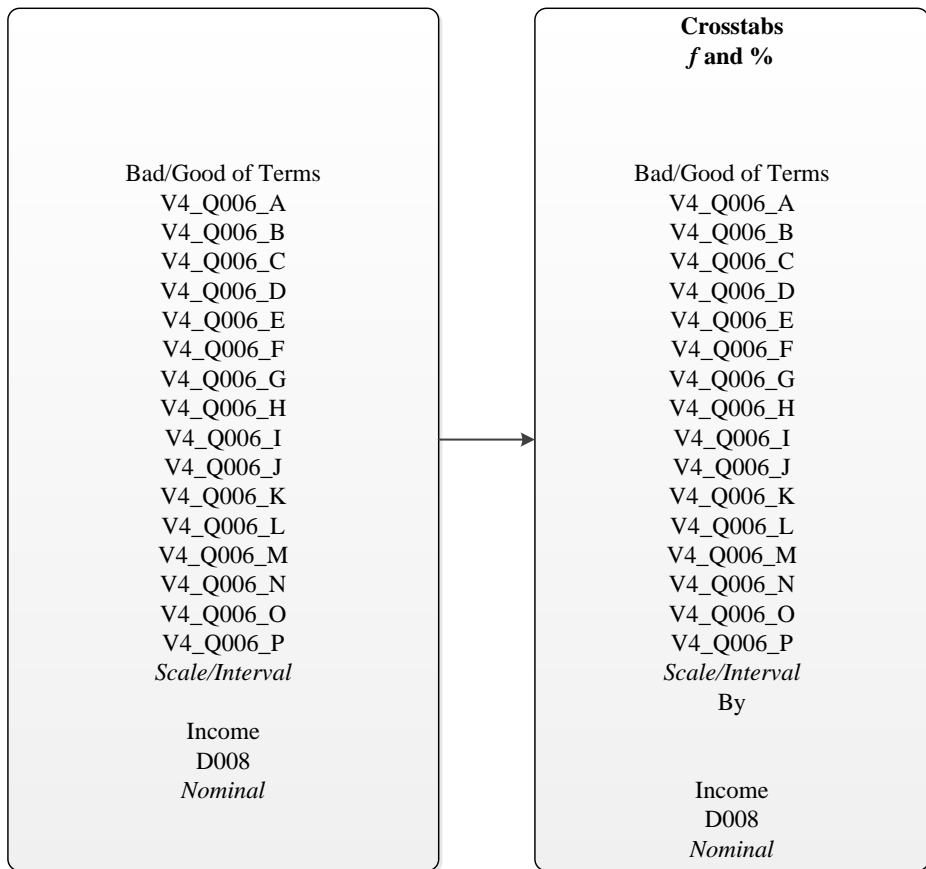 Bad/Good of Terms
V4_Q006_A
V4_Q006_B
V4_Q006_C
V4_Q006_D
V4_Q006_E
V4_Q006_F
V4_Q006_G
V4_Q006_H
V4_Q006_I
V4_Q006_J
V4_Q006_K
V4_Q006_L
V4_Q006_M
V4_Q006_N
V4_Q006_O
V4_Q006_P
Scale/Interval
Income
D008
Nominal
Crosstabs
f and %
Bad/Good of Terms
V4_Q006_A
V4_Q006_B
V4_Q006_C
V4_Q006_D
V4_Q006_E
V4_Q006_F
V4_Q006_G
V4_Q006_H
V4_Q006_I
V4_Q006_J
V4_Q006_K
V4_Q006_L
V4_Q006_M
V4_Q006_N
V4_Q006_O
V4_Q006_P
Scale/Interval
By
Income
D008
Nominal